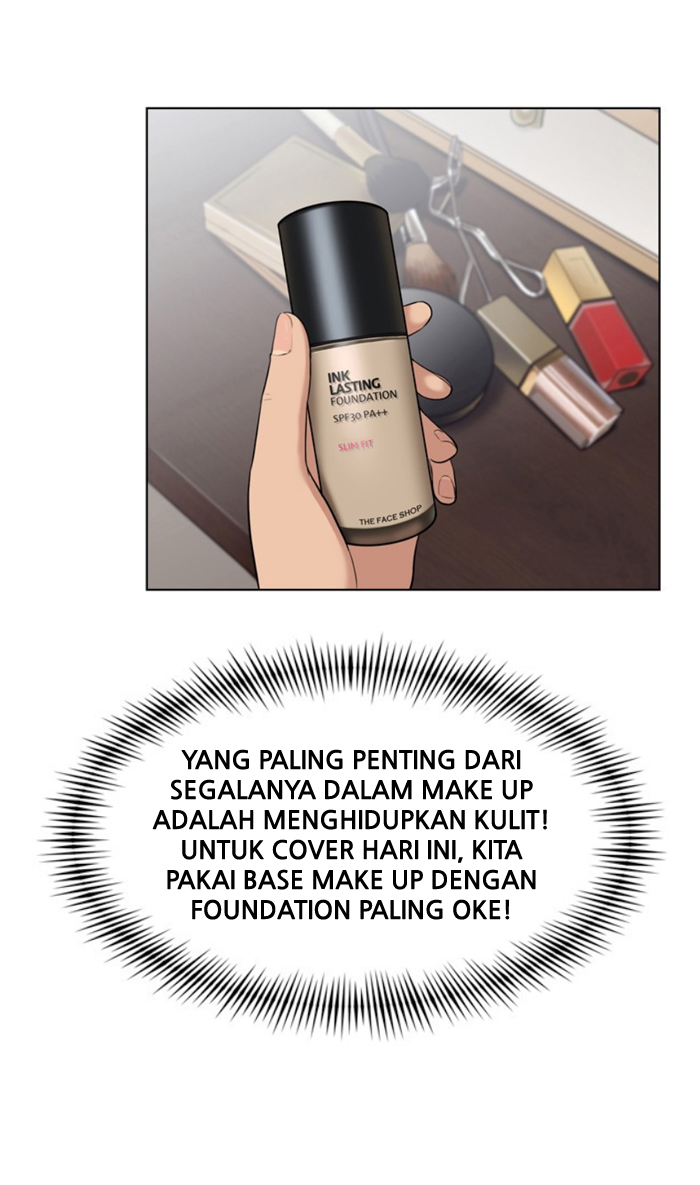 INK
LASTING
FOUNDATION
SPF30 PA++
SLIM FIT
THE FACE SHOP
YANG PALING PENTING DARI
SEGALANYA DALAM MAKE UP
ADALAH MENGHIDUPKAN KULIT!
UNTUK COVER HARI INI, KITA
PAKAI BASE MAKE UP DENGAN
FOUNDATION PALING OKE!